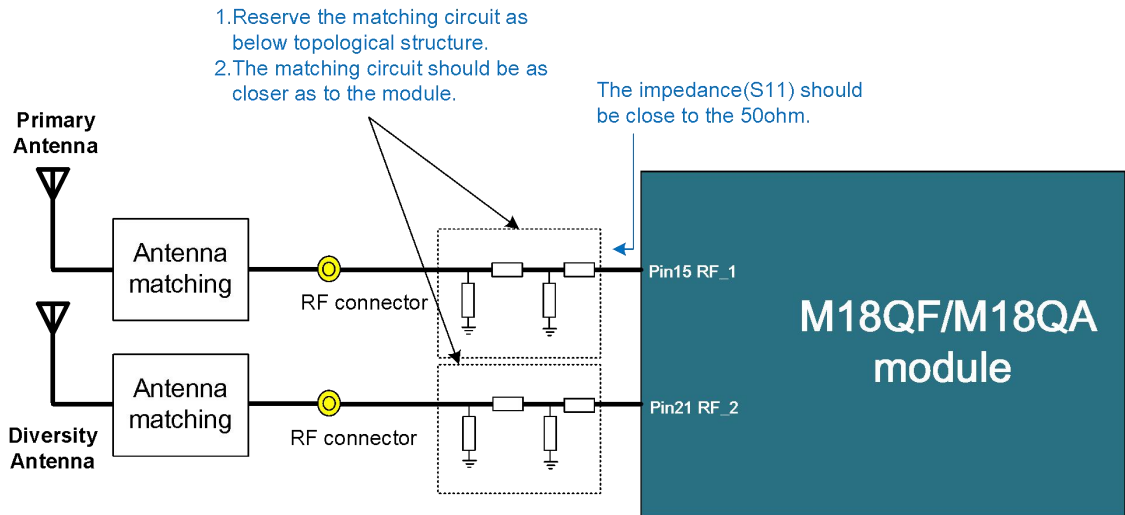 1.Reserve the matching circuit as
below topological structure.
2.The matching circuit should be as
closer as to the module.
The impedance(S11) should
be close to the 50ohm.
Primary
Antenna
Antenna
matching
RF connector
Pin15 RF_1
M18QF/M18QA
module
Antenna
matching
RF connector
Pin21 RF_2
Diversity
Antenna